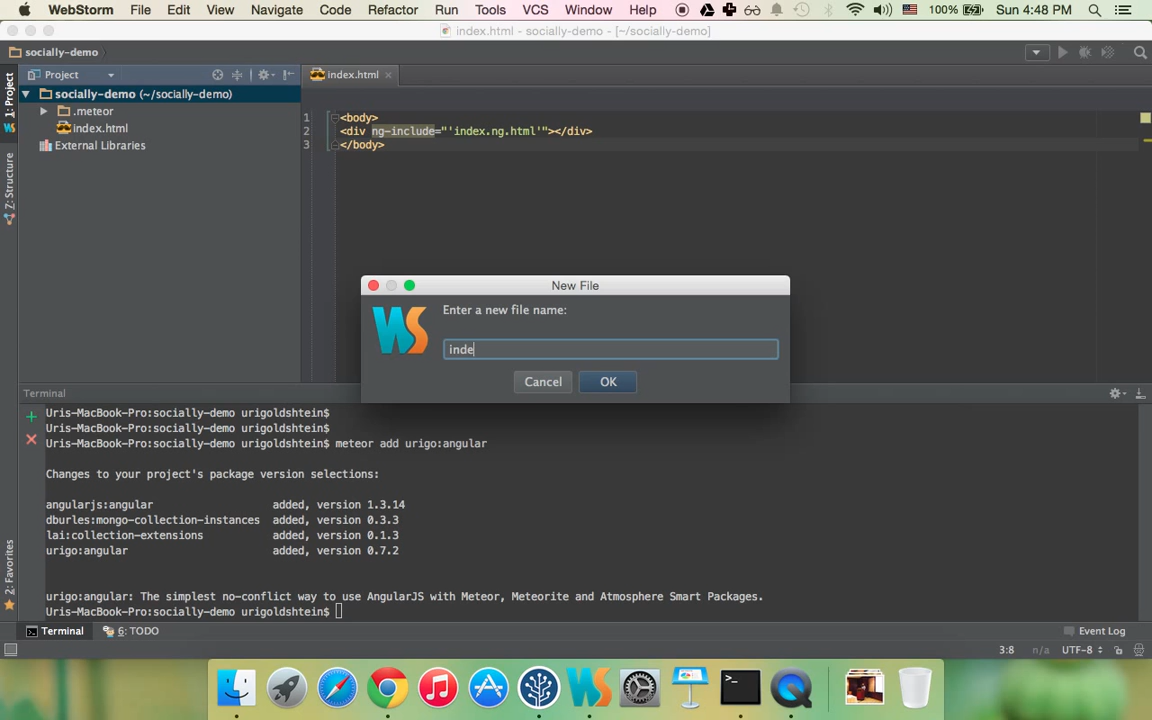 WebStorm File Edit View Navigate Code Refactor Run Tools VCS Window Help 100% Sun 4:48 PM
index.html - socially-demo - [~/socially-demo]
socially-demo
1: Project
Project
index.html
socially-demo (~/socially-demo)
.meteor
index.html
External Libraries
7: Structure
2: Favorites
1 <body>
2 <div ng-include="'index.ng.html'"></div>
3 </body>
New File
WS
Enter a new file name:
inde
Cancel
OK
Terminal
Uris-MacBook-Pro:socially-demo urigoldshtein$
Uris-MacBook-Pro:socially-demo urigoldshtein$
Uris-MacBook-Pro:socially-demo urigoldshtein$ meteor add urigo:angular
Changes to your project's package version selections:
angularjs:angular added, version 1.3.14
dburles:mongo-collection-instances added, version 0.3.3
lai:collection-extensions added, version 0.1.3
urigo:angular added, version 0.7.2
urigo:angular: The simplest no-conflict way to use AngularJS with Meteor, Meteorite and Atmosphere Smart Packages.
Uris-MacBook-Pro:socially-demo urigoldshtein$
Terminal 6: TODO Event Log
3:8 n/a UTF-8
WS